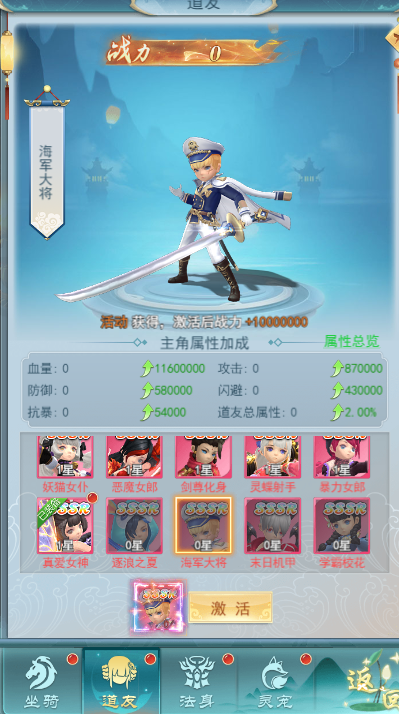 道友
战力 0
海军大将
活动 获得，激活后战力 +10000000
主角属性加成 属性总览
血量: 0 11600000 攻击: 0 870000
防御: 0 580000 闪避: 0 430000
抗暴: 0 54000 道友总属性: 0 2.00%
SSSR SSSR SSSR SSSR SSSR
1星 1星 1星 1星 1星
妖猫女仆 恶魔女郎 剑尊化身 灵蝶射手 暴力女郎
SSSR SSSR SSSR SSSR SSSR
0星 0星 0星 0星 0星
真爱女神 逐浪之夏 海军大将 末日机甲 学霸校花
SSSR 激活
坐骑 道友 法身 灵宠 返回